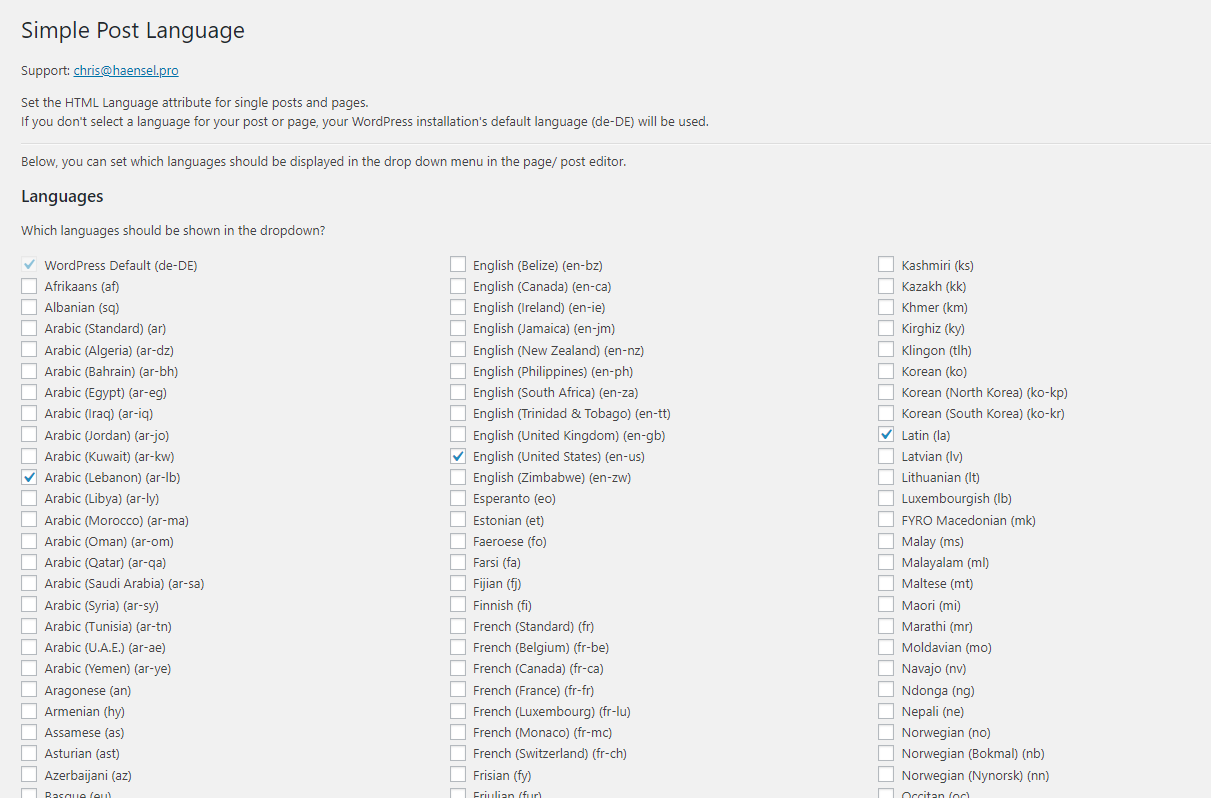 Simple Post Language
Support: chris@haensel.pro
Set the HTML Language attribute for single posts and pages.
If you don't select a language for your post or page, your WordPress installation's default language (de-DE) will be used.
Below, you can set which languages should be displayed in the drop down menu in the page/ post editor.
Languages
Which languages should be shown in the dropdown?
WordPress Default (de-DE)
Afrikaans (af)
Albanian (sq)
Arabic (Standard) (ar)
Arabic (Algeria) (ar-dz)
Arabic (Bahrain) (ar-bh)
Arabic (Egypt) (ar-eg)
Arabic (Iraq) (ar-iq)
Arabic (Jordan) (ar-jo)
Arabic (Kuwait) (ar-kw)
Arabic (Lebanon) (ar-lb)
Arabic (Libya) (ar-ly)
Arabic (Morocco) (ar-ma)
Arabic (Oman) (ar-om)
Arabic (Qatar) (ar-qa)
Arabic (Saudi Arabia) (ar-sa)
Arabic (Syria) (ar-sy)
Arabic (Tunisia) (ar-tn)
Arabic (U.A.E.) (ar-ae)
Arabic (Yemen) (ar-ye)
Aragonese (an)
Armenian (hy)
Assamese (as)
Asturian (ast)
Azerbaijani (az)
Basque (eu)
English (Belize) (en-bz)
English (Canada) (en-ca)
English (Ireland) (en-ie)
English (Jamaica) (en-jm)
English (New Zealand) (en-nz)
English (Philippines) (en-ph)
English (South Africa) (en-za)
English (Trinidad & Tobago) (en-tt)
English (United Kingdom) (en-gb)
English (United States) (en-us)
English (Zimbabwe) (en-zw)
Esperanto (eo)
Estonian (et)
Faeroese (fo)
Farsi (fa)
Fijian (fj)
Finnish (fi)
French (Standard) (fr)
French (Belgium) (fr-be)
French (Canada) (fr-ca)
French (France) (fr-fr)
French (Luxembourg) (fr-lu)
French (Monaco) (fr-mc)
French (Switzerland) (fr-ch)
Frisian (fy)
Friulian (fur)
Kashmiri (ks)
Kazakh (kk)
Khmer (km)
Kirghiz (ky)
Klingon (tlh)
Korean (ko)
Korean (North Korea) (ko-kp)
Korean (South Korea) (ko-kr)
Latin (la)
Latvian (lv)
Lithuanian (lt)
Luxembourgish (lb)
FYRO Macedonian (mk)
Malay (ms)
Malayalam (ml)
Maltese (mt)
Maori (mi)
Marathi (mr)
Moldavian (mo)
Navajo (nv)
Ndonga (ng)
Nepali (ne)
Norwegian (no)
Norwegian (Bokmal) (nb)
Norwegian (Nynorsk) (nn)
Occitan (oc)